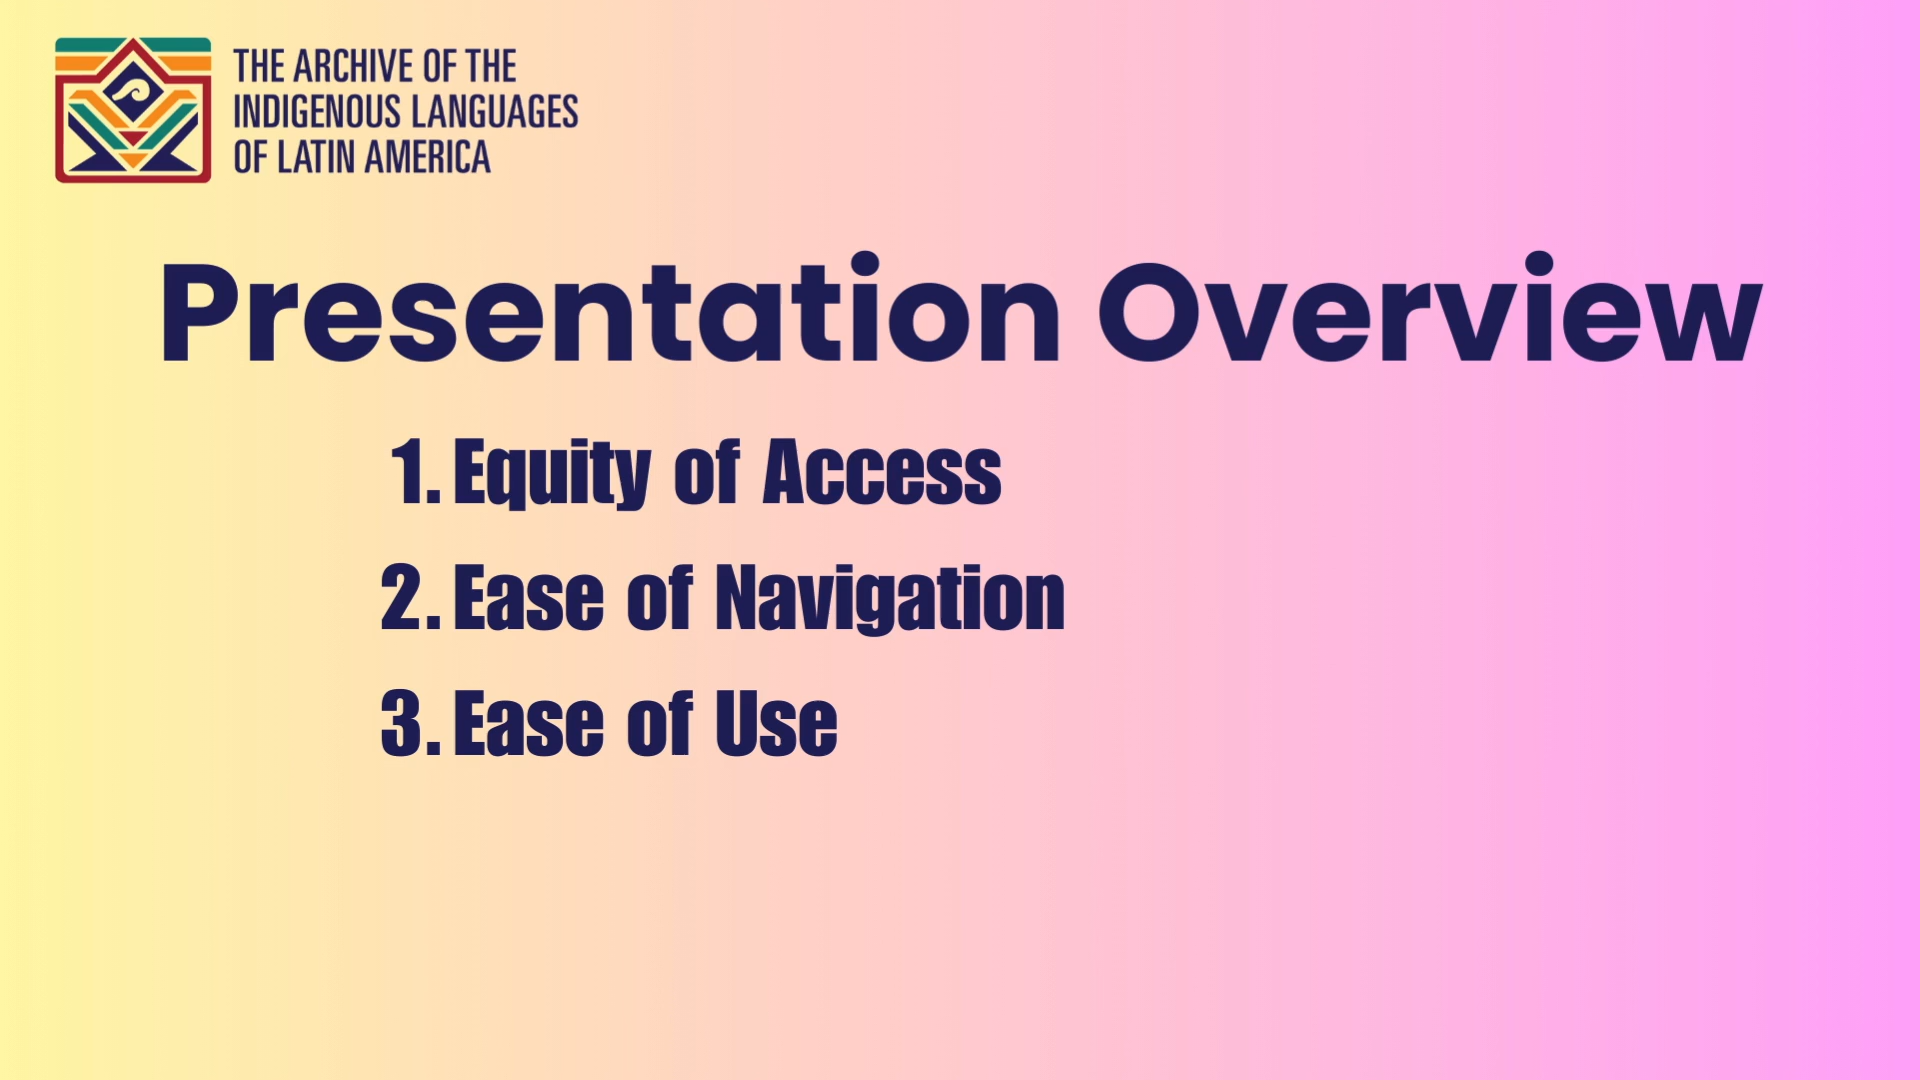 THE ARCHIVE OF THE
INDIGENOUS LANGUAGES
OF LATIN AMERICA
Presentation Overview
1. Equity of Access
2. Ease of Navigation
3. Ease of Use